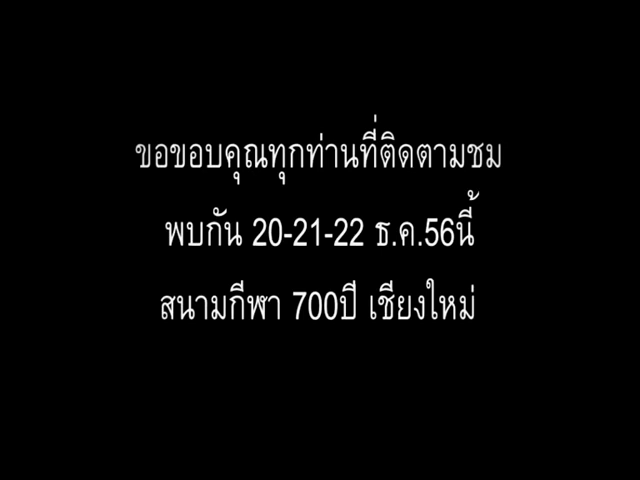 ขอขอบคุณทุกท่านที่ติดตามชม
พบกัน 20-21-22 ธ.ค.56นี้
สนามกีฬา 700ปี เชียงใหม่